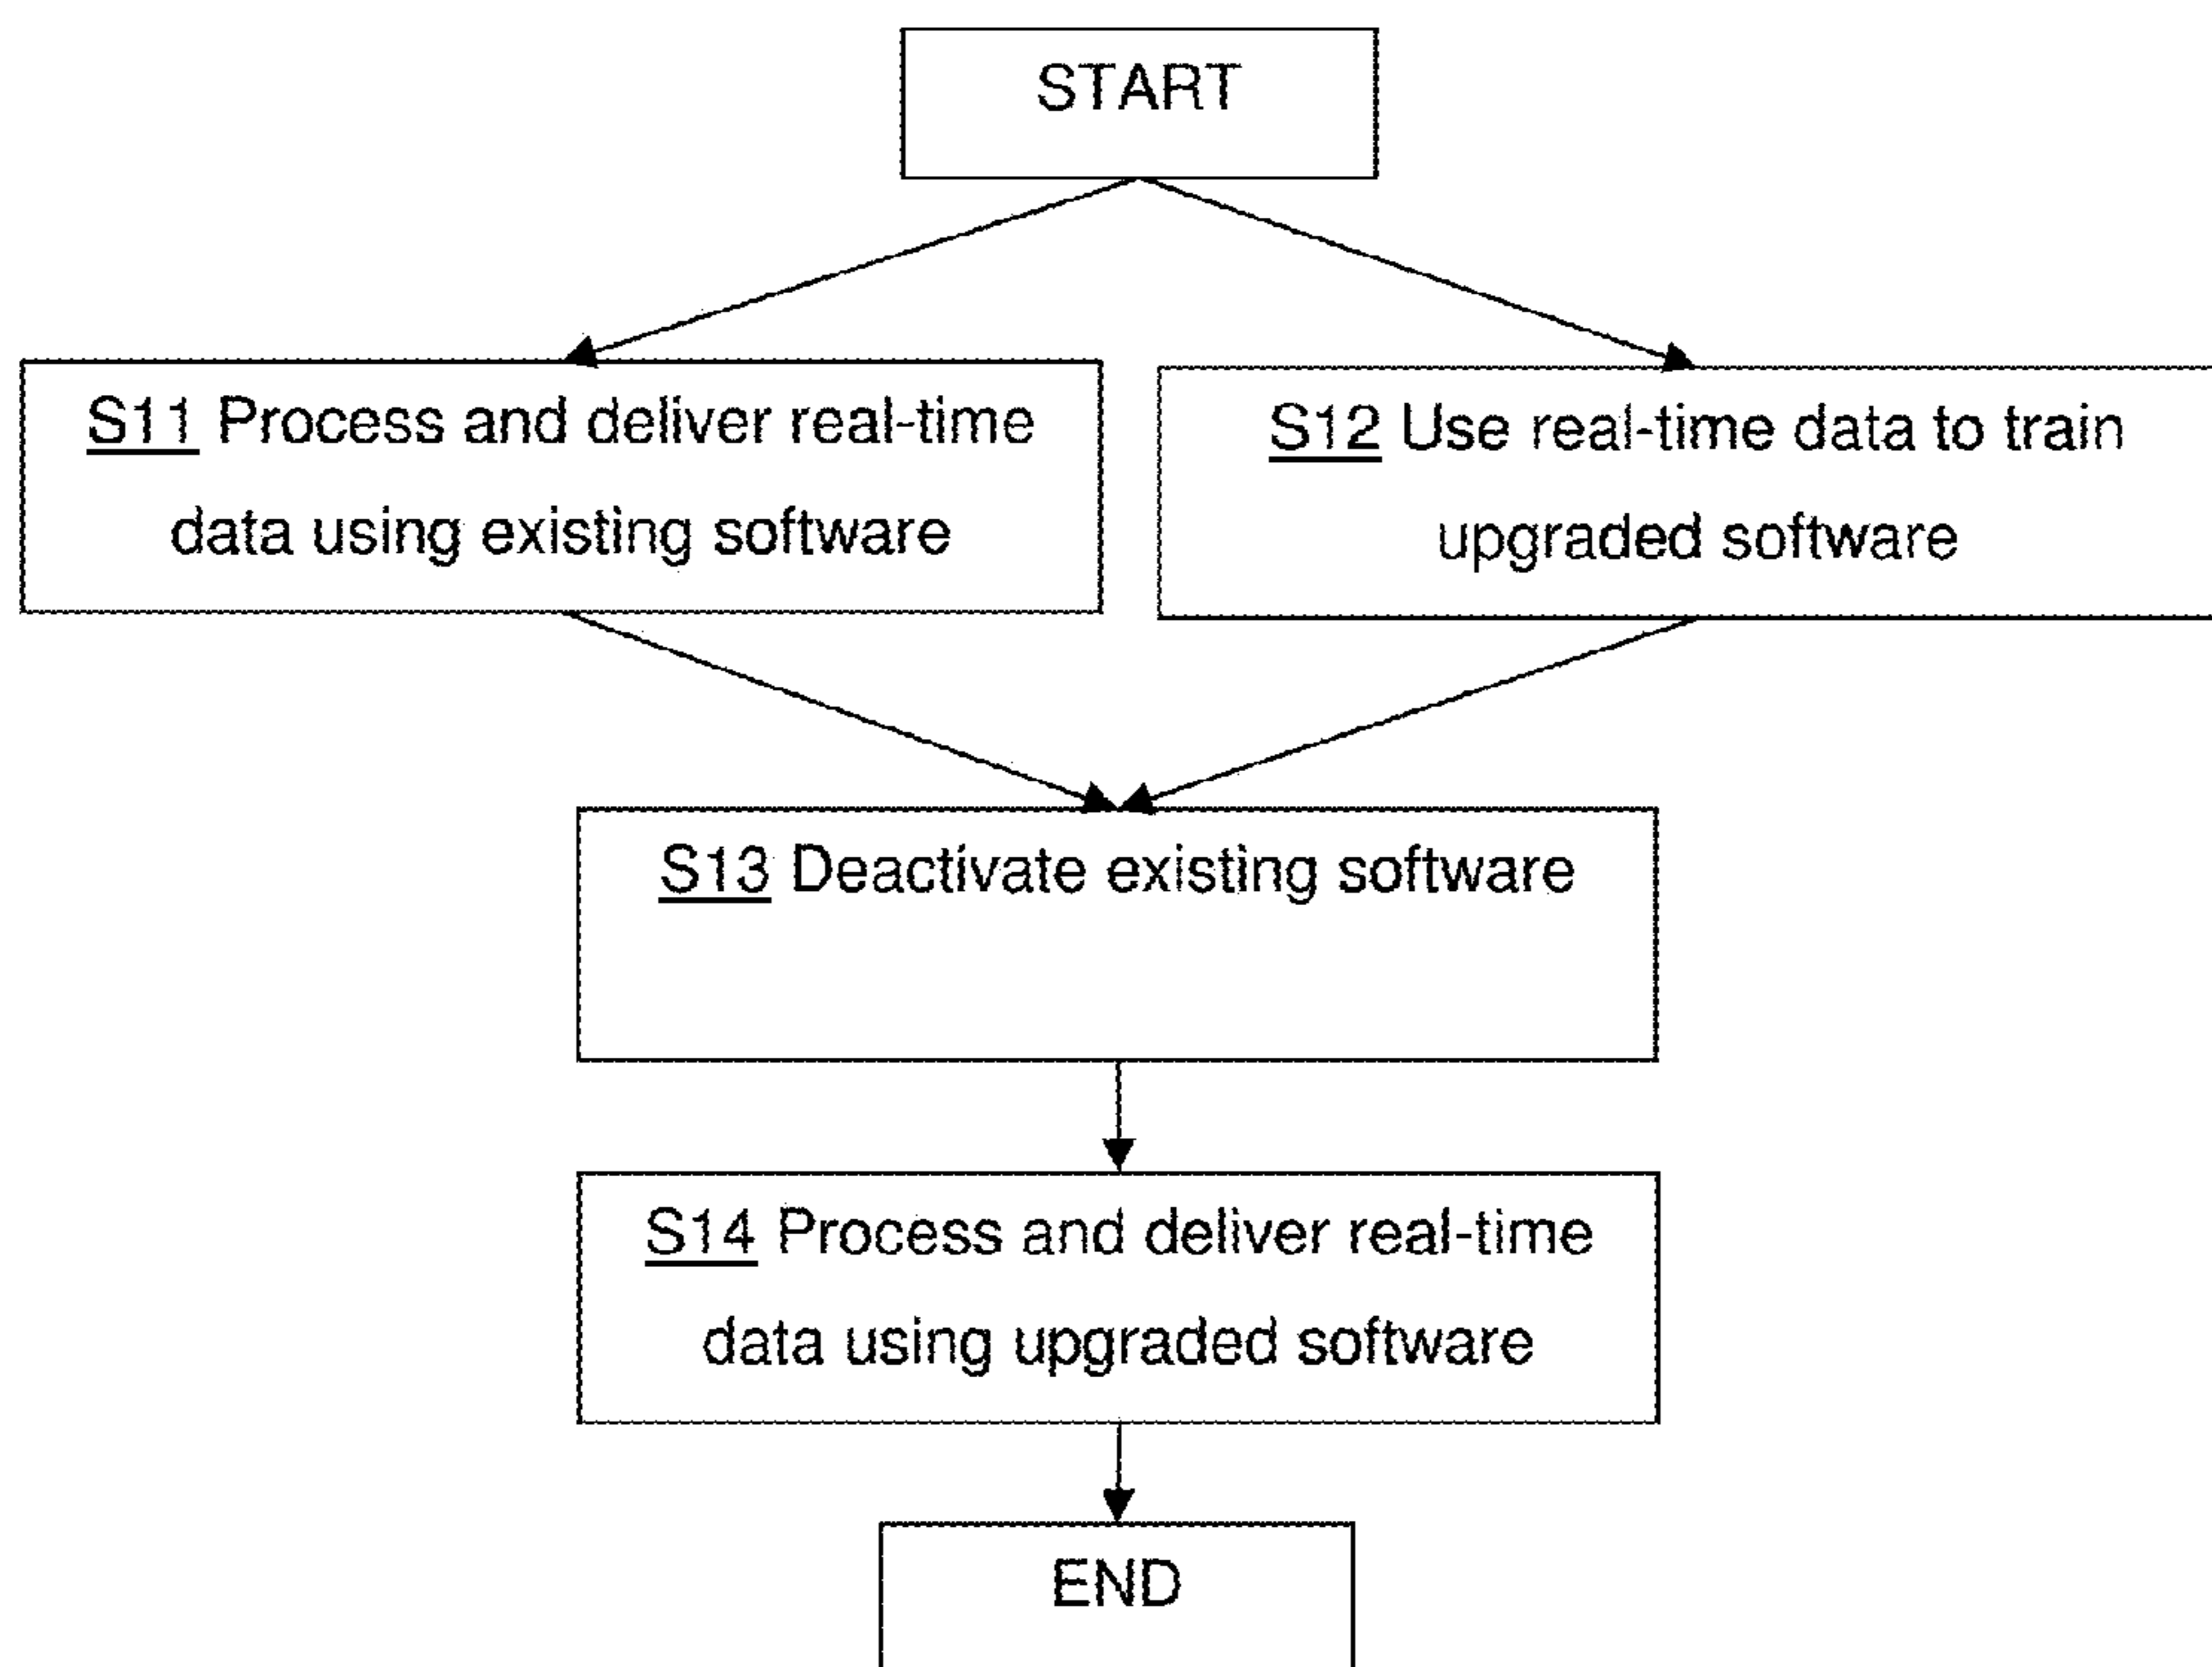 START
S11 Process and deliver real-time
data using existing software
S12 Use real-time data to train
upgraded software
S13 Deactivate existing software
S14 Process and deliver real-time
data using upgraded software
END